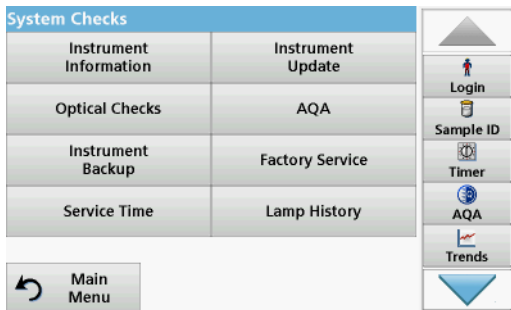 System Checks
Instrument
Information
Instrument
Update
Optical Checks
AQA
Instrument
Backup
Factory Service
Service Time
Lamp History
Main
Menu
Login
Sample ID
Timer
AQA
Trends